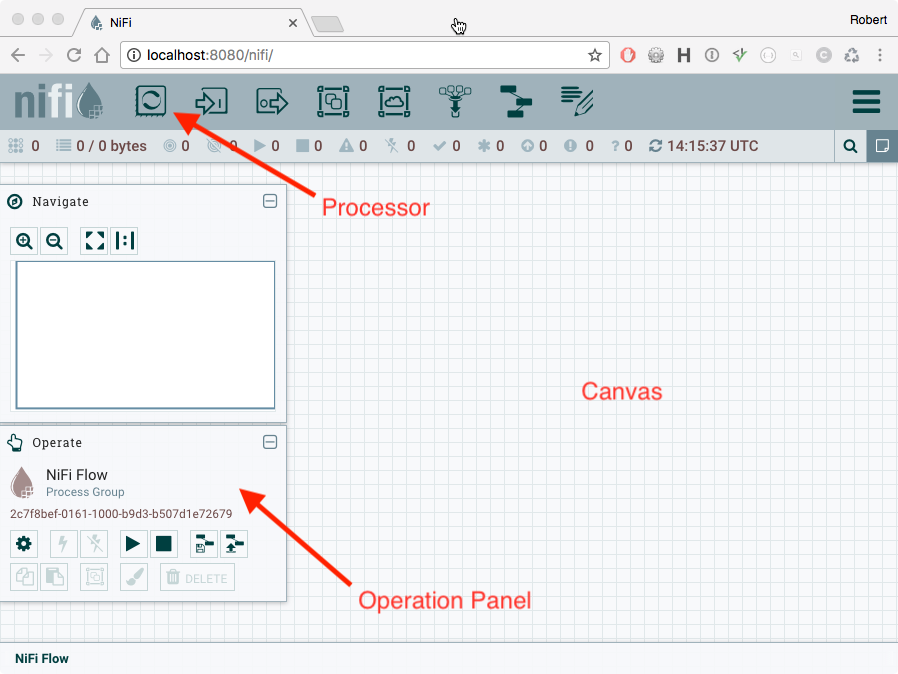 NiFi
Robert
localhost:8080/nifi/
nifi
0 0 / 0 bytes 0 0 0 0 0 0 0 0 0 0 0 14:15:37 UTC
Navigate
Processor
Canvas
Operate
NiFi Flow
Process Group
2c7f8bef-0161-1000-b9d3-b507d1e72679
DELETE
Operation Panel
NiFi Flow